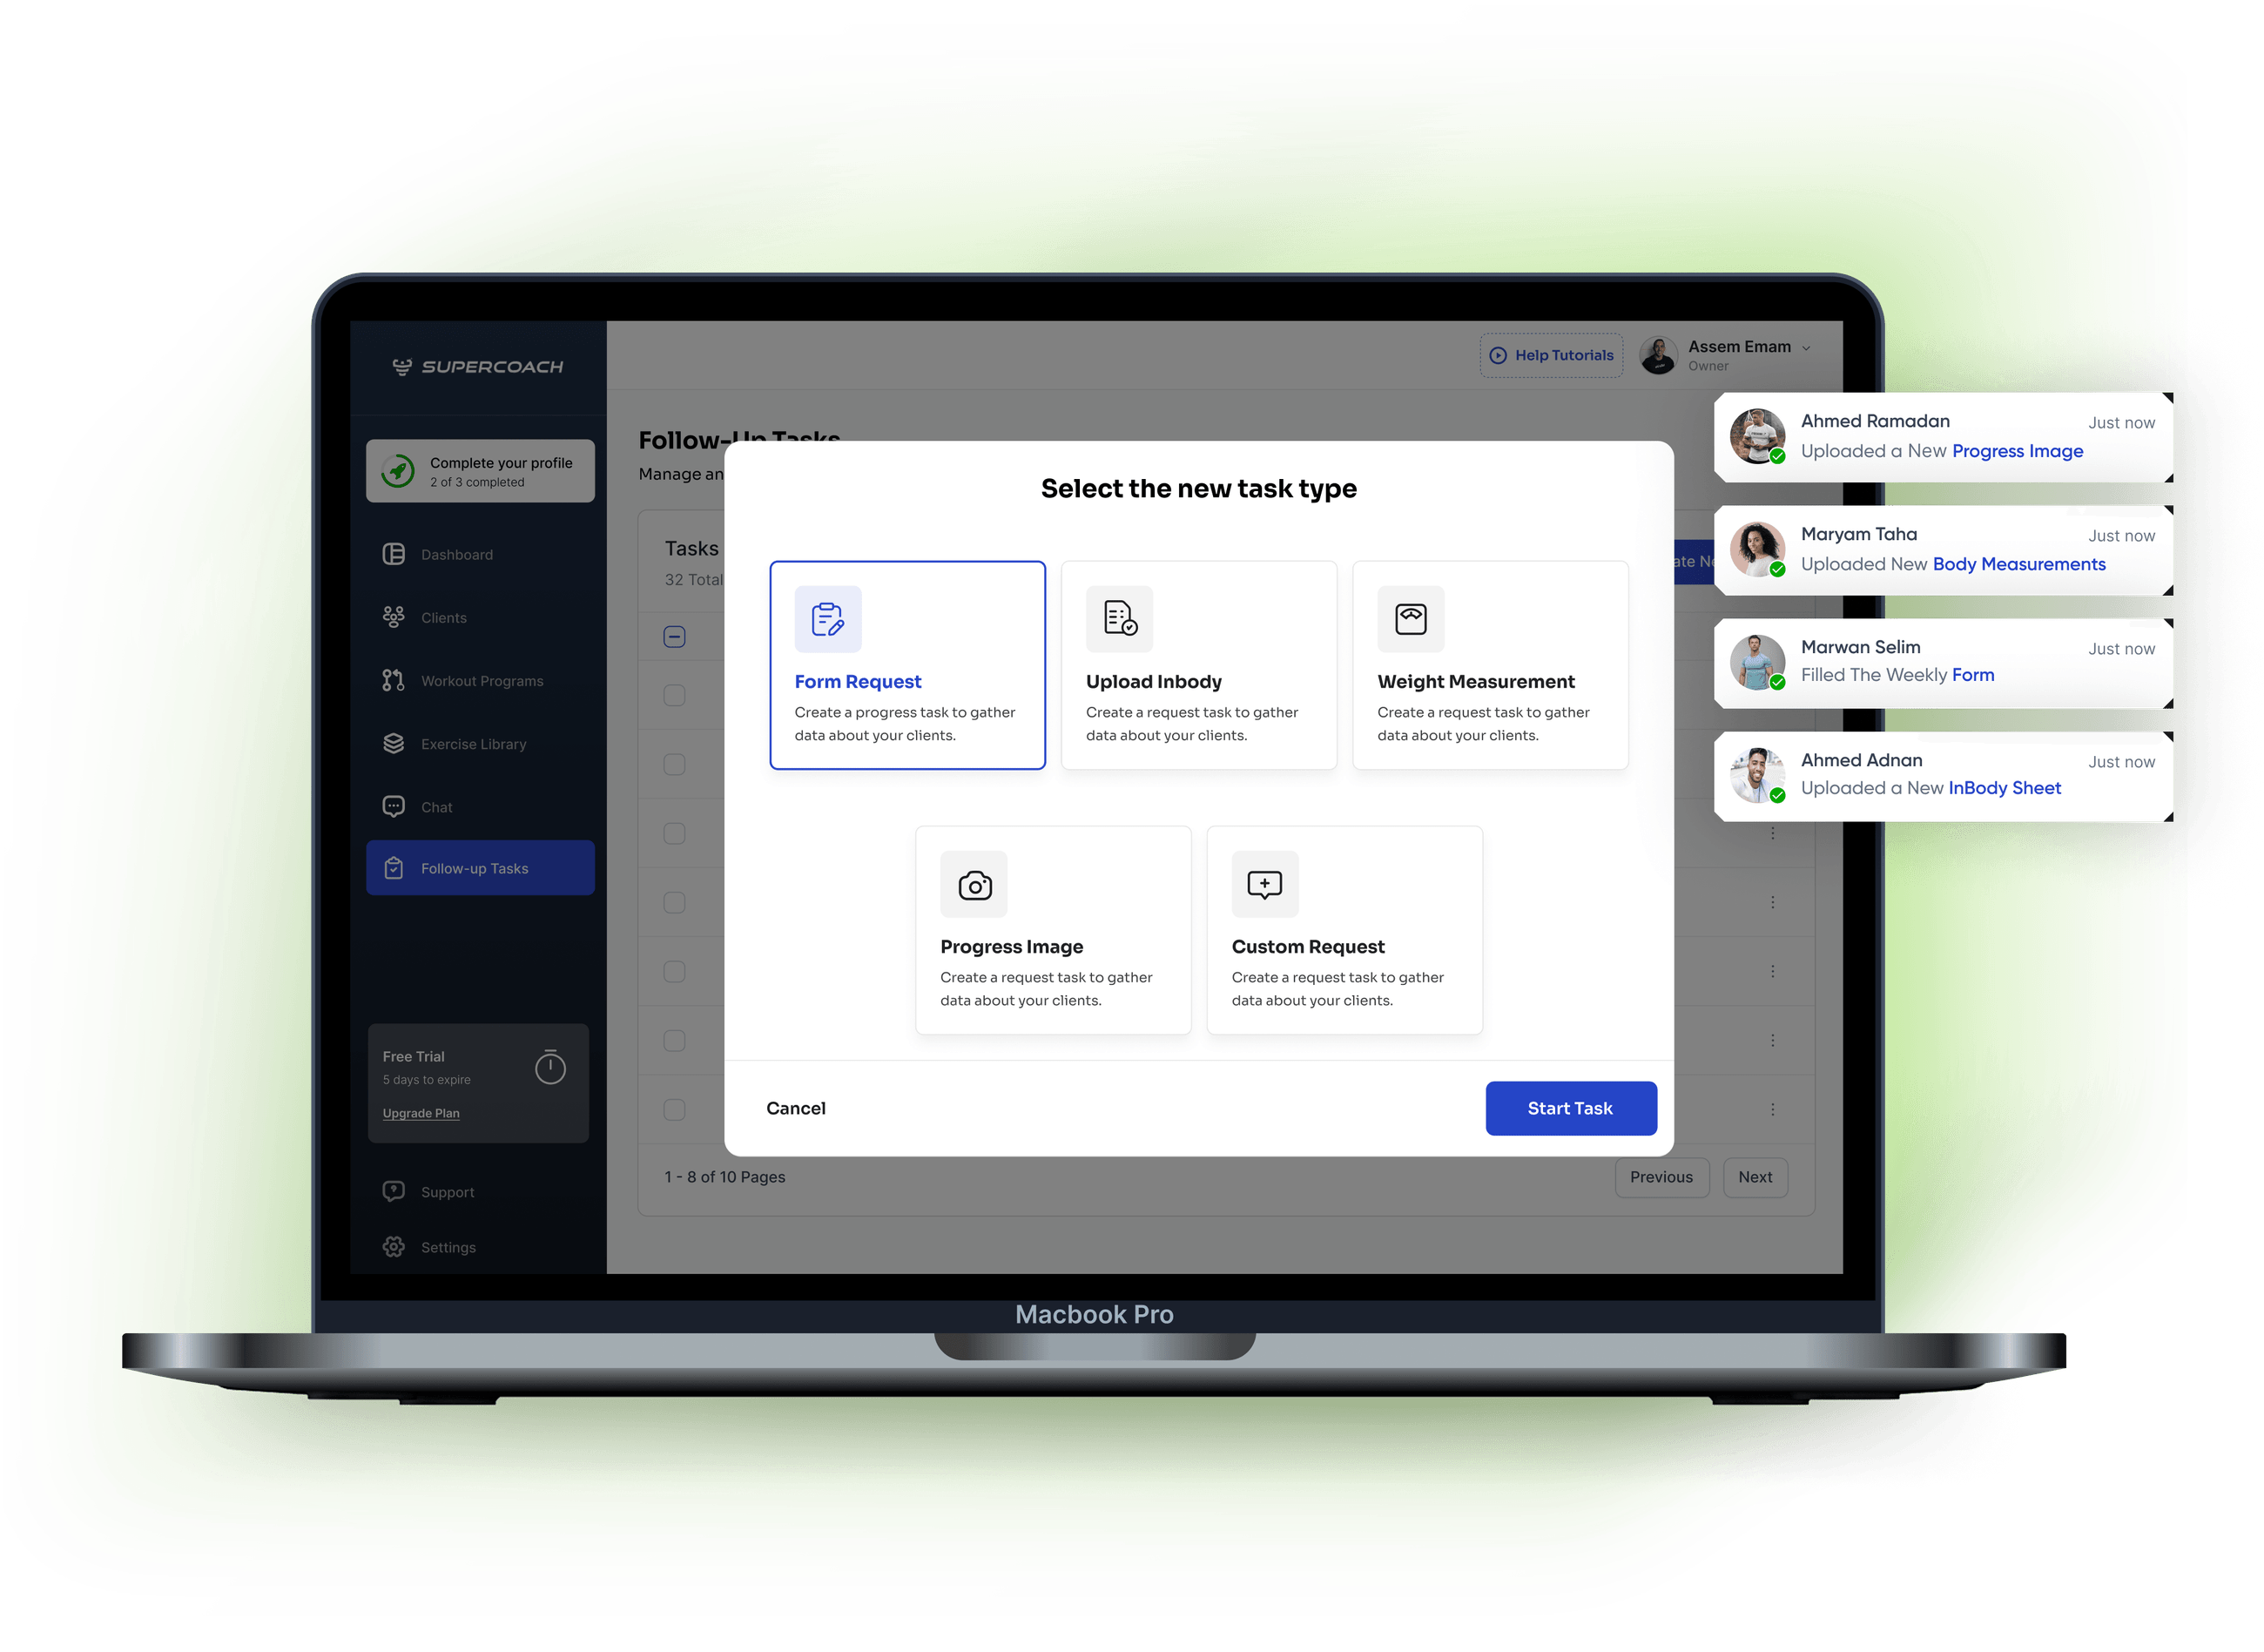 SUPERCOACH
Complete your profile
2 of 3 completed
Dashboard
Clients
Workout Programs
Exercise Library
Chat
Follow-up Tasks
Free Trial
5 days to expire
Upgrade Plan
Support
Settings
Help Tutorials
Assem Emam
Owner
Follow-Up Tasks
Manage an
Tasks
32 Total
ate Ne
Select the new task type
Form Request
Create a progress task to gather
data about your clients.
Upload Inbody
Create a request task to gather
data about your clients.
Weight Measurement
Create a request task to gather
data about your clients.
Progress Image
Create a request task to gather
data about your clients.
Custom Request
Create a request task to gather
data about your clients.
Cancel
Start Task
1 - 8 of 10 Pages
Previous
Next
Ahmed Ramadan
Just now
Uploaded a New Progress Image
Maryam Taha
Just now
Uploaded New Body Measurements
Marwan Selim
Just now
Filled The Weekly Form
Ahmed Adnan
Just now
Uploaded a New InBody Sheet
Macbook Pro